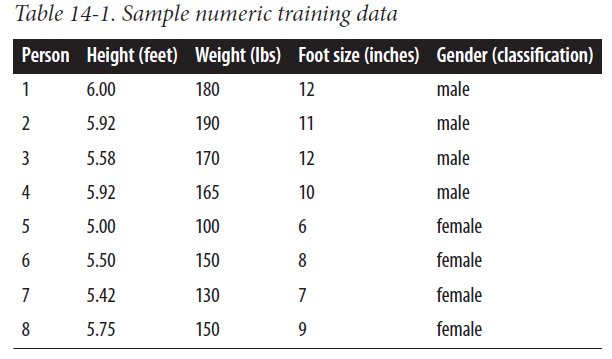 Table 14-1. Sample numeric training data
Person Height (feet) Weight (lbs) Foot size (inches) Gender (classification)
1 6.00 180 12 male
2 5.92 190 11 male
3 5.58 170 12 male
4 5.92 165 10 male
5 5.00 100 6 female
6 5.50 150 8 female
7 5.42 130 7 female
8 5.75 150 9 female